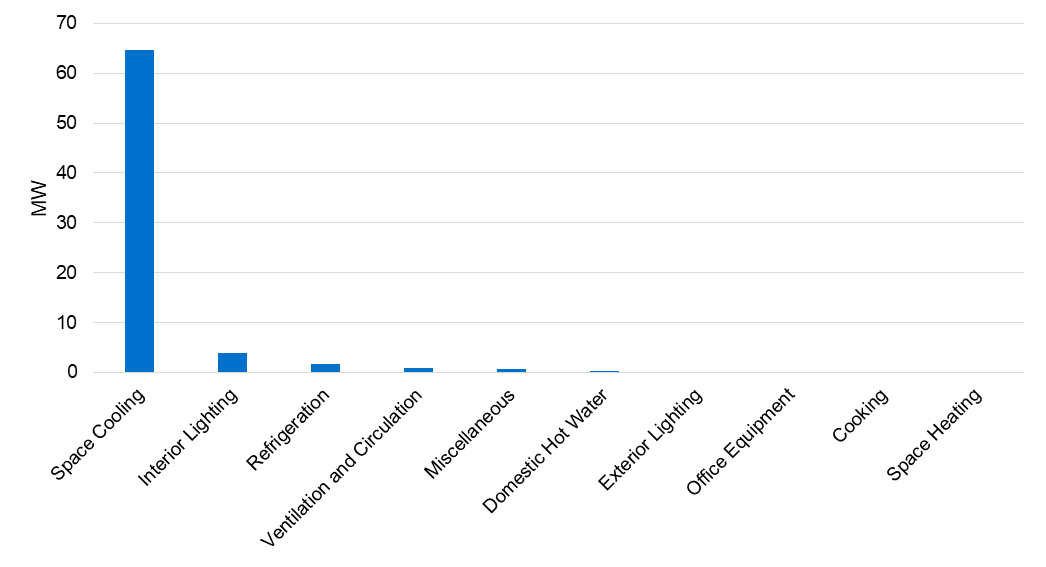 70
60
50
40
30
20
10
0
MW
Space Cooling
Interior Lighting
Refrigeration
Ventilation and Circulation
Miscellaneous
Domestic Hot Water
Exterior Lighting
Office Equipment
Cooking
Space Heating